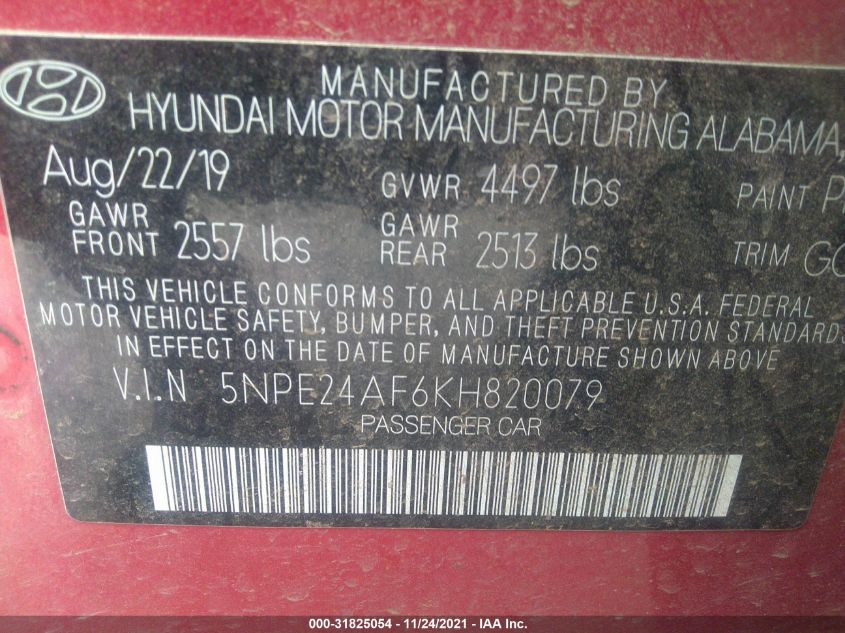 MANUFACTURED BY
HYUNDAI MOTOR MANUFACTURING ALABAMA,
Aug/22/19 GVWR 4497 lbs PAINT
GAWR FRONT 2557 lbs GAWR REAR 2513 lbs TRIM
THIS VEHICLE CONFORMS TO ALL APPLICABLE U.S.A. FEDERAL
MOTOR VEHICLE SAFETY, BUMPER, AND THEFT PREVENTION STANDARDS
IN EFFECT ON THE DATE OF MANUFACTURE SHOWN ABOVE
V.I.N 5NPE24AF6KH820079
PASSENGER CAR
000-31825054 - 11/24/2021 - IAA Inc.